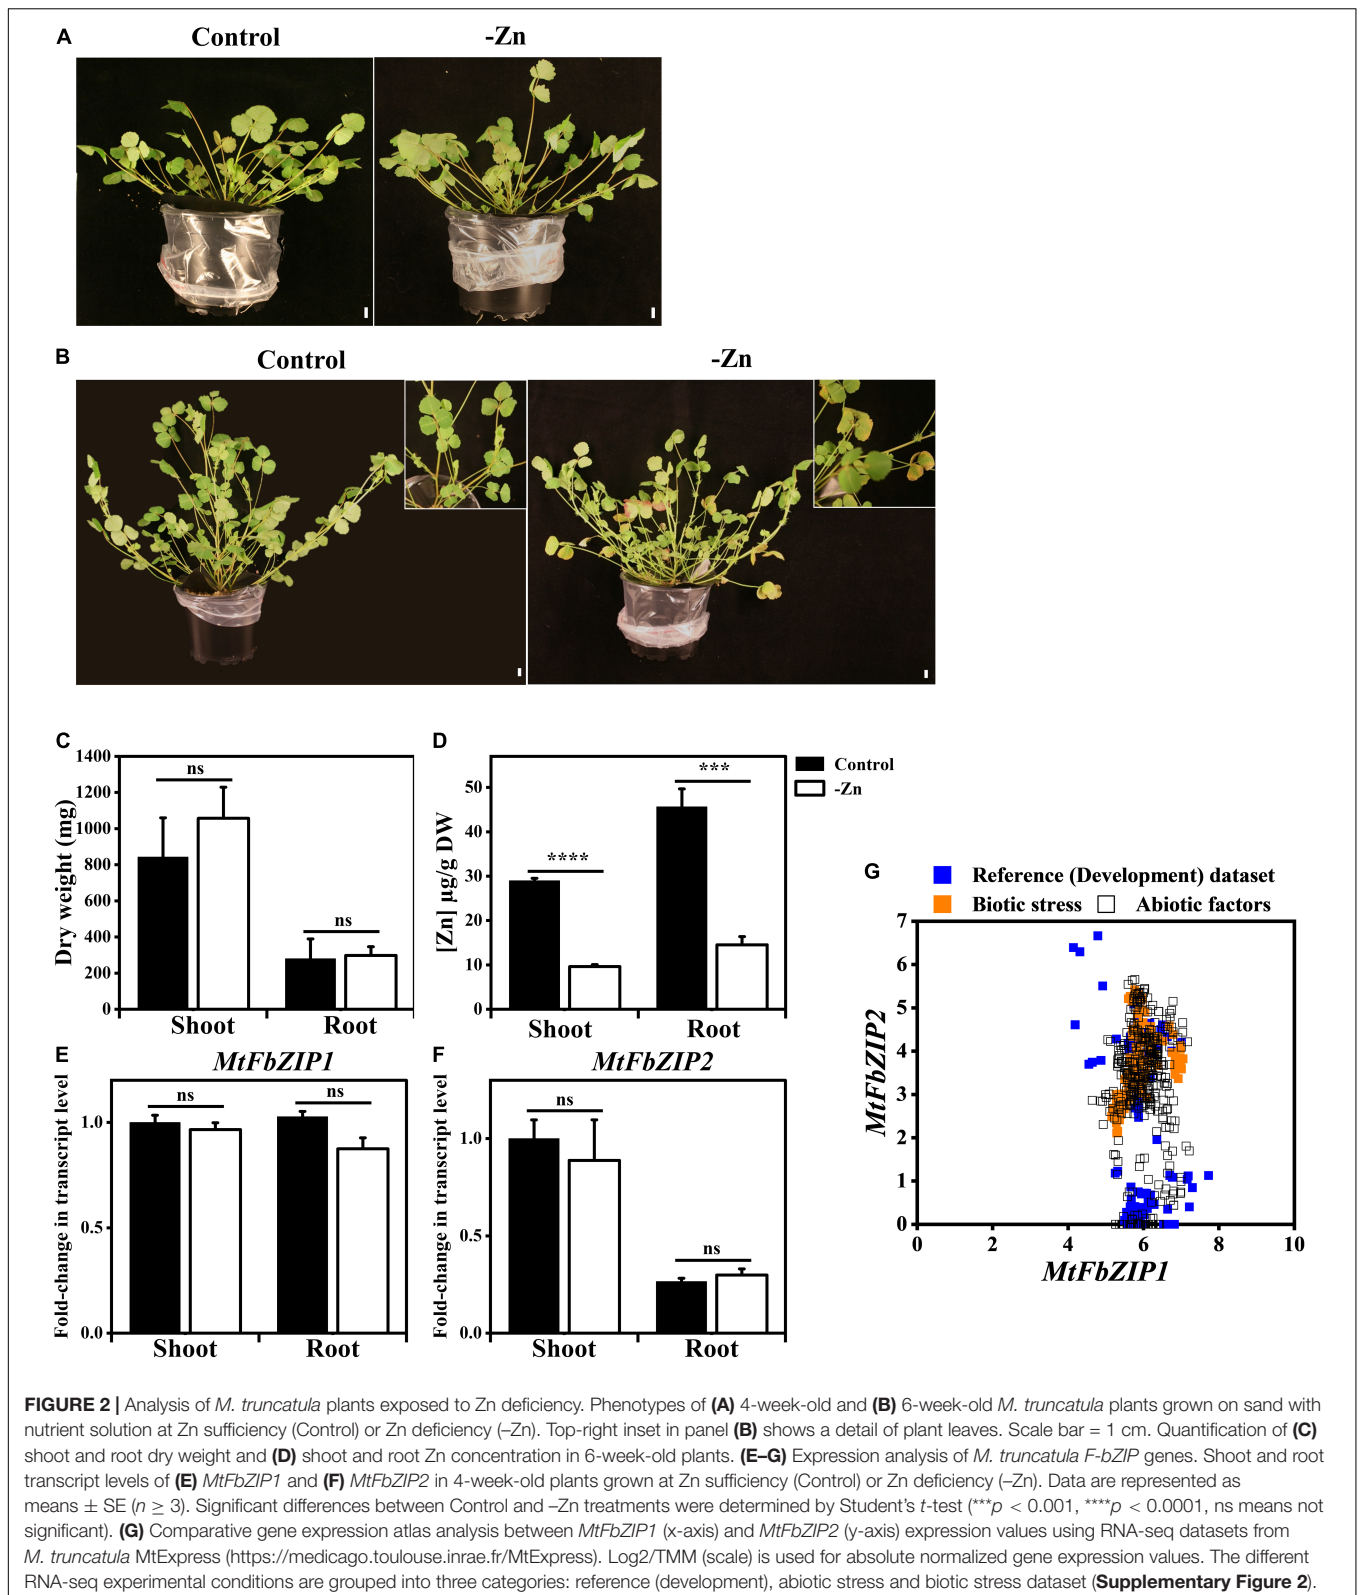 A
Control
-Zn
B
Control
-Zn
C
Dry weight (mg)
1400
1200
1000
800
600
400
200
0
ns
ns
Shoot
Root
D
[Zn] µg/g DW
50
40
30
20
10
0
****
***
Shoot
Root
Control
-Zn
E
MtFbZIP1
Fold-change in transcript level
1.0
0.5
0.0
ns
ns
Shoot
Root
F
MtFbZIP2
Fold-change in transcript level
1.0
0.5
0.0
ns
ns
Shoot
Root
G
Reference (Development) dataset
Biotic stress
Abiotic factors
MtFbZIP2
7
6
5
4
3
2
1
0
0 2 4 6 8 10
MtFbZIP1
FIGURE 2 | Analysis of M. truncatula plants exposed to Zn deficiency. Phenotypes of (A) 4-week-old and (B) 6-week-old M. truncatula plants grown on sand with
nutrient solution at Zn sufficiency (Control) or Zn deficiency (–Zn). Top-right inset in panel (B) shows a detail of plant leaves. Scale bar = 1 cm. Quantification of (C)
shoot and root dry weight and (D) shoot and root Zn concentration in 6-week-old plants. (E–G) Expression analysis of M. truncatula F-bZIP genes. Shoot and root
transcript levels of (E) MtFbZIP1 and (F) MtFbZIP2 in 4-week-old plants grown at Zn sufficiency (Control) or Zn deficiency (–Zn). Data are represented as
means ± SE (n ≥ 3). Significant differences between Control and –Zn treatments were determined by Student's t-test (***p < 0.001, ****p < 0.0001, ns means not
significant). (G) Comparative gene expression atlas analysis between MtFbZIP1 (x-axis) and MtFbZIP2 (y-axis) expression values using RNA-seq datasets from
M. truncatula MtExpress (https://medicago.toulouse.inrae.fr/MtExpress). Log2/TMM (scale) is used for absolute normalized gene expression values. The different
RNA-seq experimental conditions are grouped into three categories: reference (development), abiotic stress and biotic stress dataset (Supplementary Figure 2).